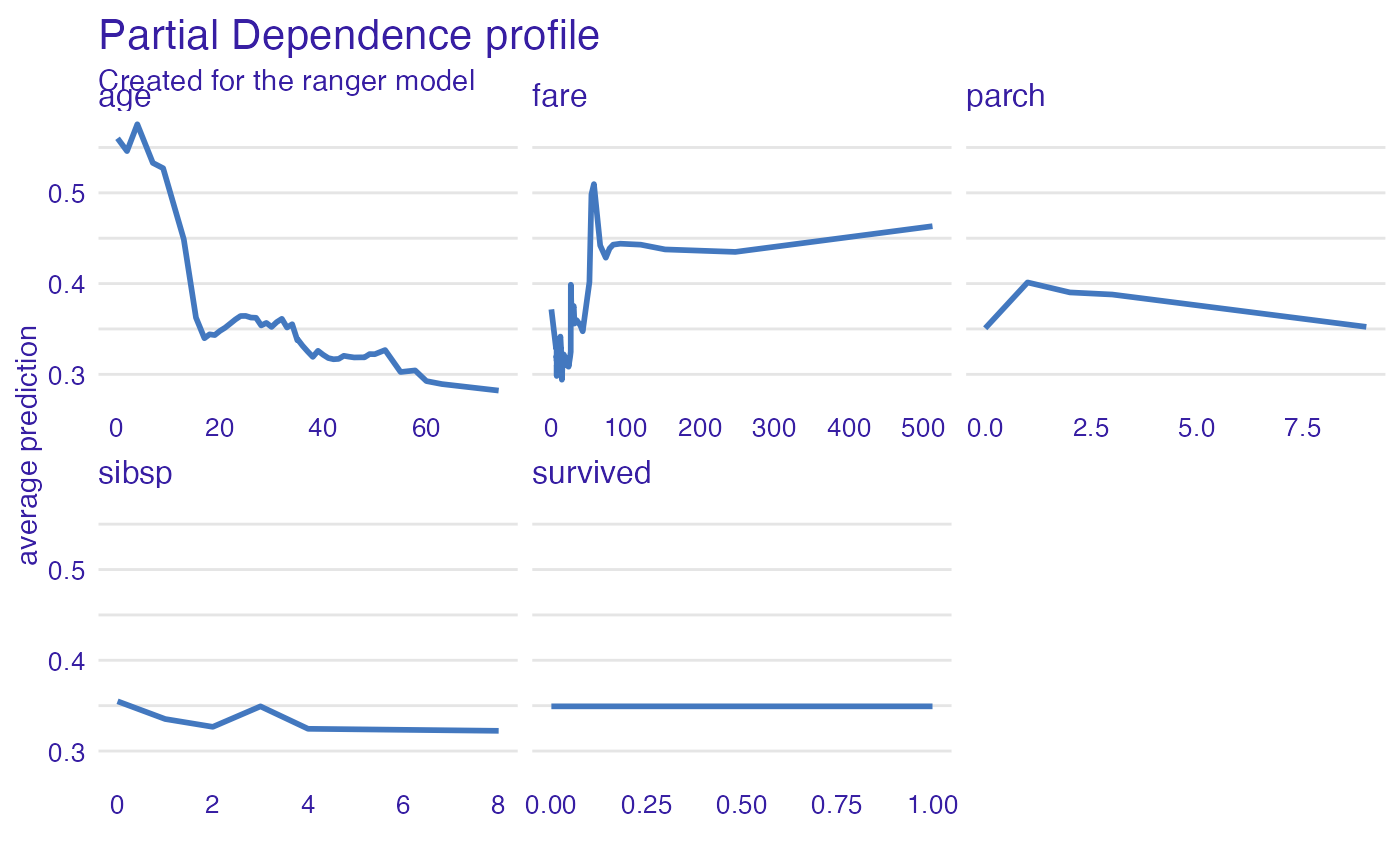 Partial Dependence profile
Created for the ranger model
age
fare
parch
0.5
0.4
0.3
0 20 40 60
0 100 200 300 400 500
0.0 2.5 5.0 7.5
average prediction
sibsp
survived
0.5
0.4
0.3
0 2 4 6 8
0.00 0.25 0.50 0.75 1.00